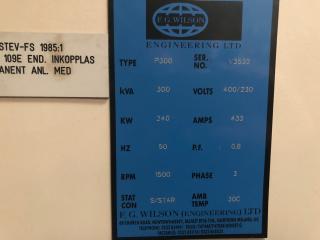 STEV-FS 1985:1
109E END. INKOPPLAS
ANENT ANL. MED
F.G.WILSON
ENGINEERING LTD
TYPE P300 SER. NO.
kVA 300 VOLTS 400/230
KW 240 AMPS 433
HZ 50 P.F. 0.8
RPM 1500 PHASE 3
STAT CON S/STAR AMB TEMP 30C
F. G. WILSON (ENGINEERING) LTD